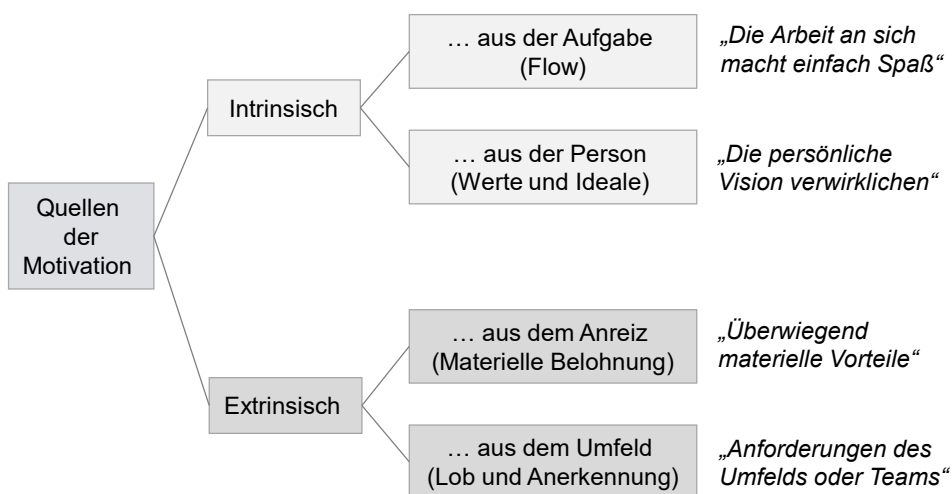 … aus der Aufgabe
(Flow)
„Die Arbeit an sich
macht einfach Spaß“
Intrinsisch
… aus der Person
(Werte und Ideale)
„Die persönliche
Vision verwirklichen“
Quellen
der
Motivation
… aus dem Anreiz
(Materielle Belohnung)
„Überwiegend
materielle Vorteile“
Extrinsisch
… aus dem Umfeld
(Lob und Anerkennung)
„Anforderungen des
Umfelds oder Teams“